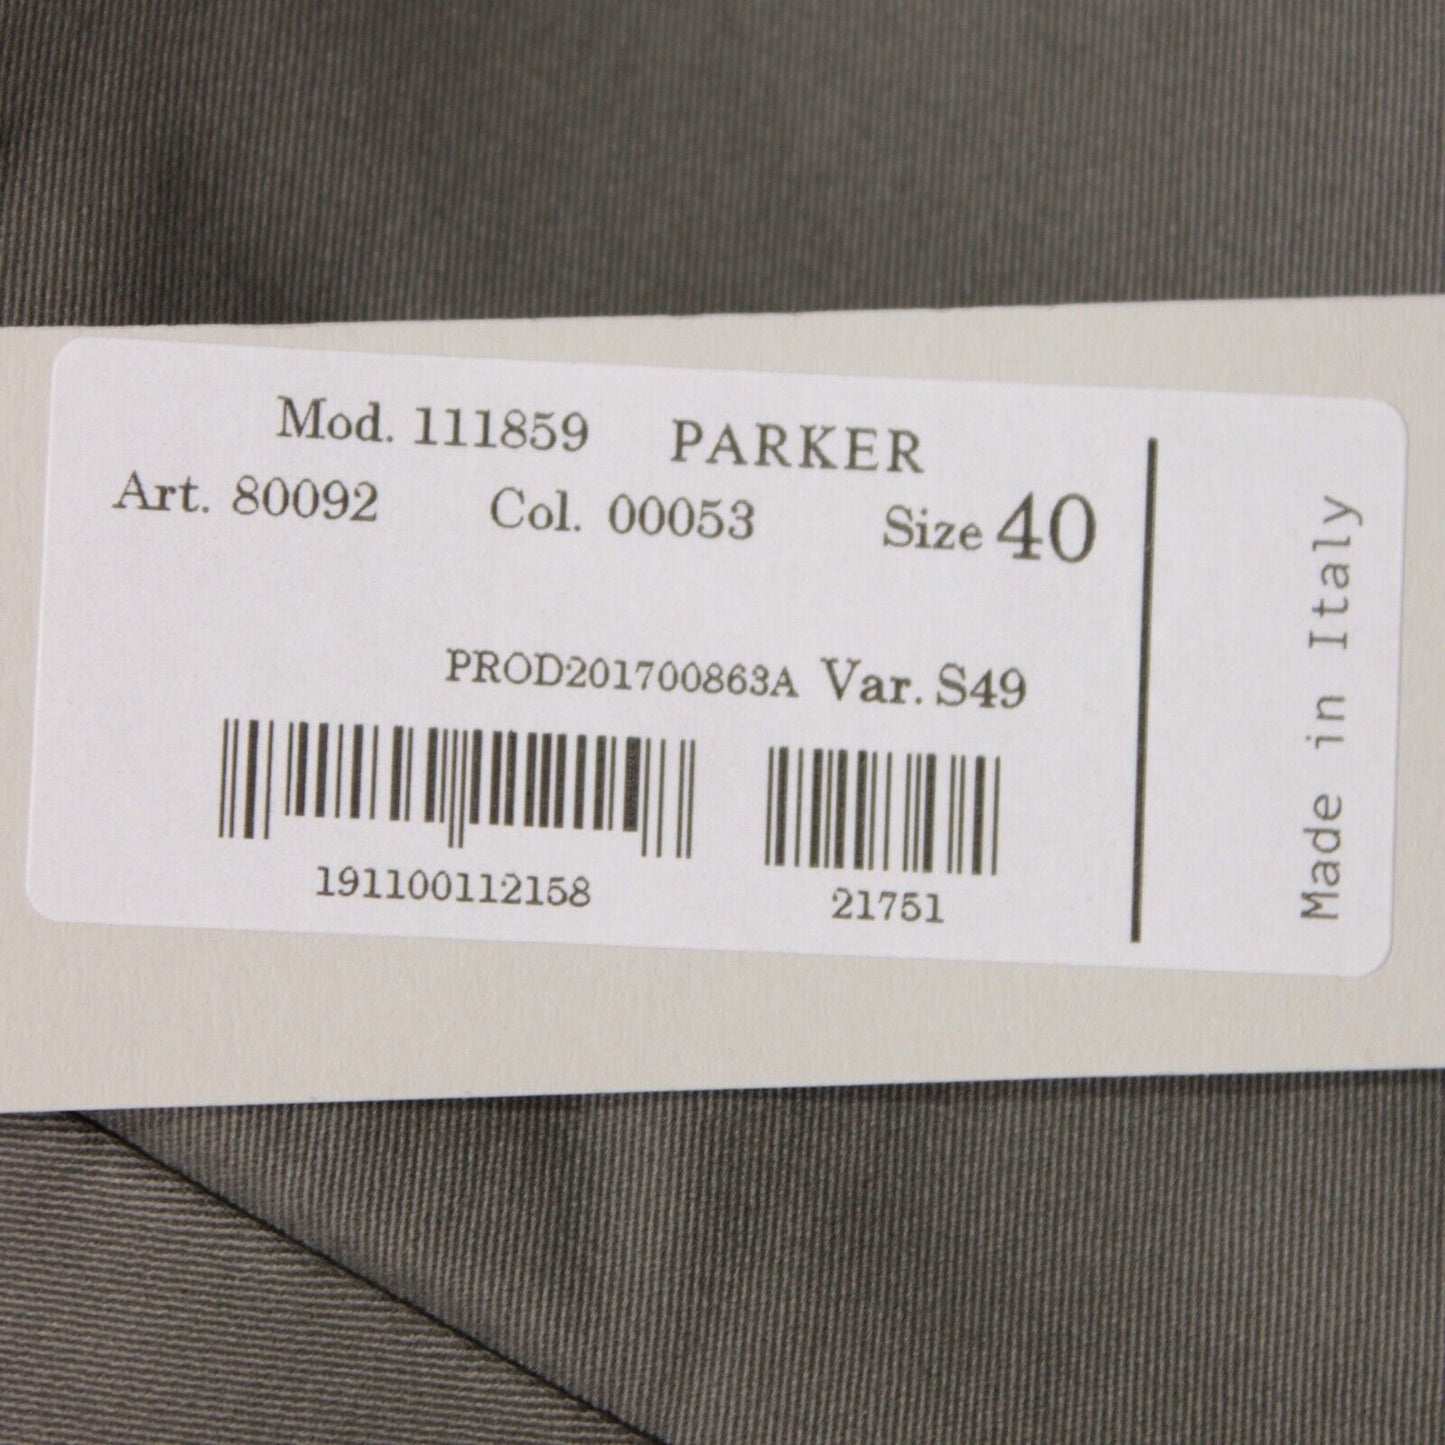 Mod. 111859 PARKER
Art. 80092 Col. 00053 Size 40
PROD201700863A Var. S49
191100112158 21751
Made in Italy